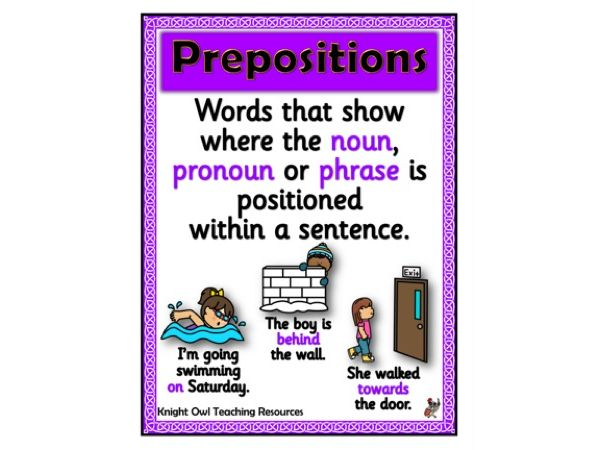 Prepositions
Words that show
where the noun,
pronoun or phrase is
positioned
within a sentence.
I'm going
swimming
on Saturday.
The boy is
behind
the wall.
Exit
She walked
towards
the door.
Knight Owl Teaching Resources